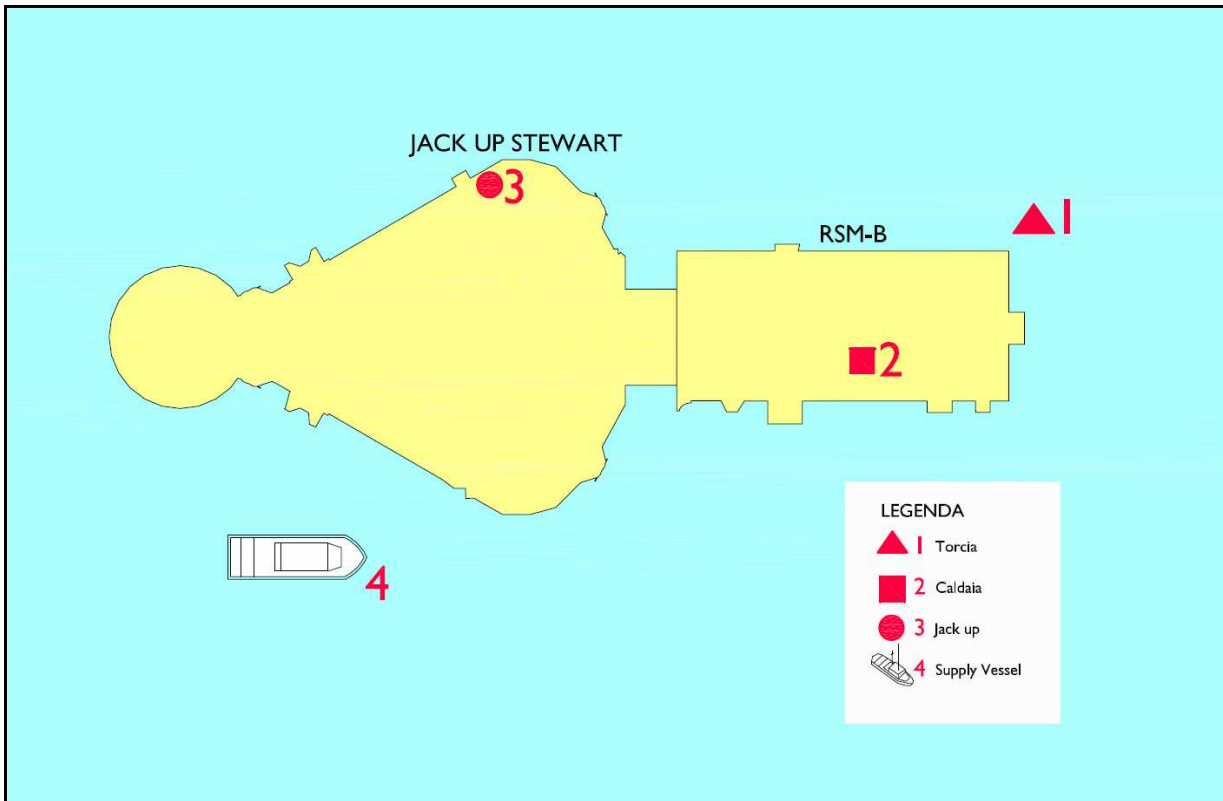 JACK UP STEWART
3
1
RSM-B
2
4
LEGENDA
1 Torcia
2 Caldaia
3 Jack up
4 Supply Vessel